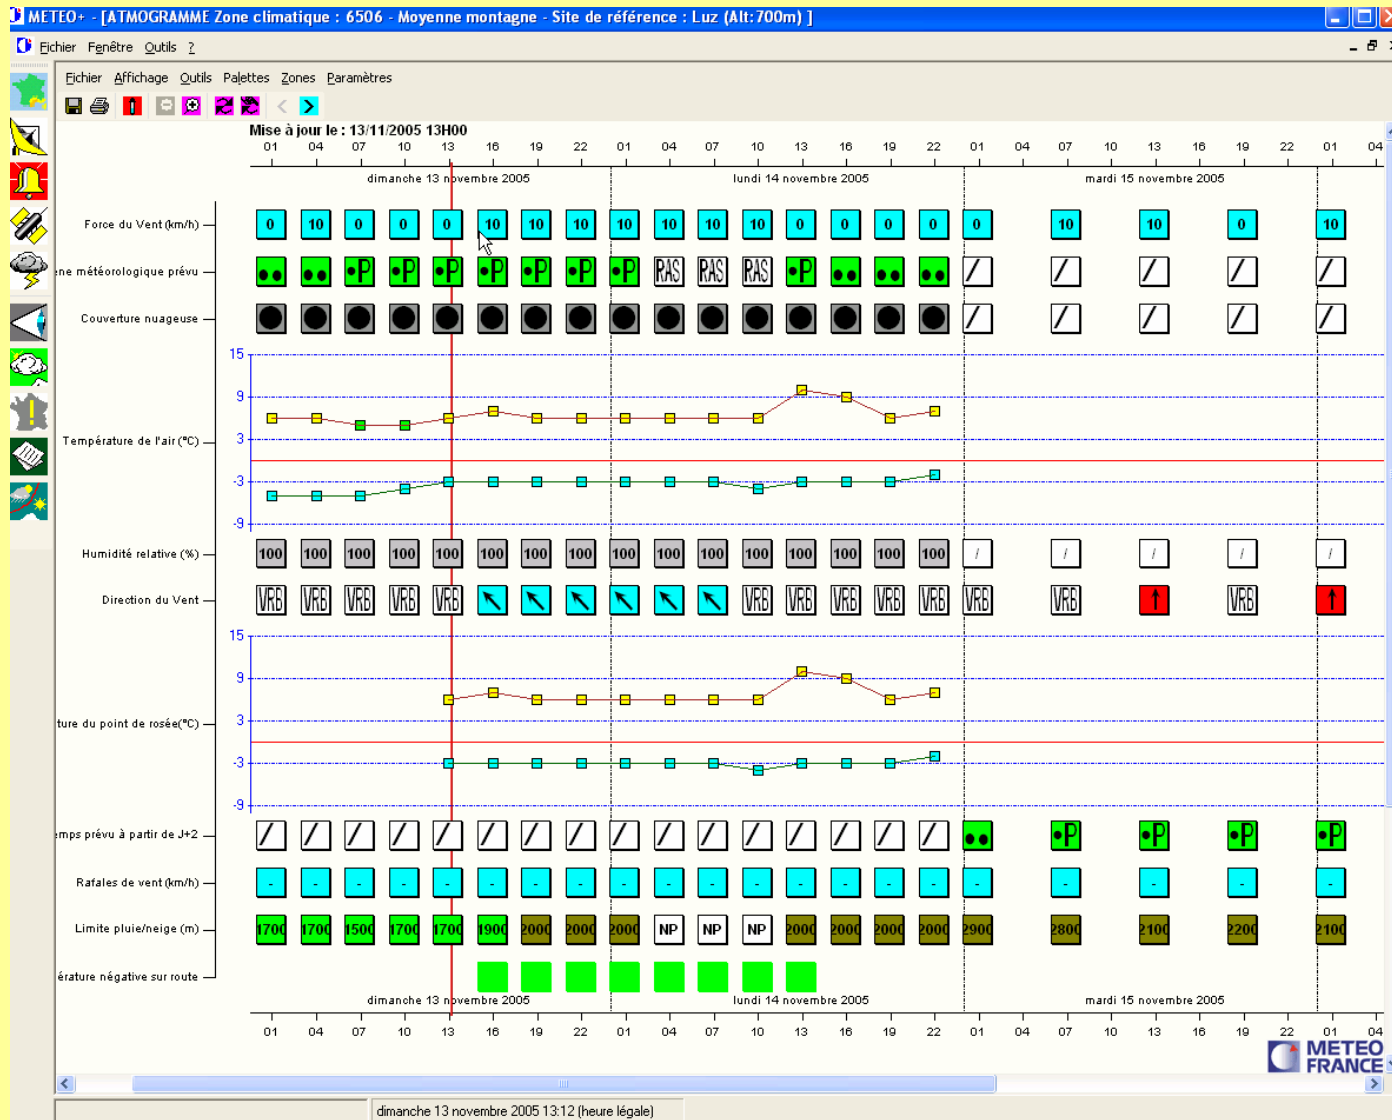 METEO+ - [ATMOGRAMME Zone climatique : 6506 - Moyenne montagne - Site de référence : Luz (Alt:700m) ]
Fichier Fenêtre Outils ?
Fichier Affichage Outils Palettes Zones Paramètres
Mise à jour le : 13/11/2005 13H00
01 04 07 10 13 16 19 22 01 04 07 10 13 16 19 22 01 04 07 10 13 16 19 22 01 04
dimanche 13 novembre 2005 lundi 14 novembre 2005 mardi 15 novembre 2005
Force du Vent (km/h) 0 10 0 0 0 10 10 10 10 10 10 10 0 0 0 0 0 10 10 0 10
ène météorologique prévu •• •• •P •P •P •P •P •P •P RAS RAS RAS •P •• •• •• / / / / /
Couverture nuageuse / / / / /
15
9
Température de l'air (°C) 3
-3
-9
Humidité relative (%) 100 100 100 100 100 100 100 100 100 100 100 100 100 100 100 100 / / / / /
Direction du Vent VRB VRB VRB VRB VRB VRB VRB VRB VRB VRB VRB VRB VRB
15
9
ture du point de rosée(°C) 3
-3
-9
emps prévu à partir de J+2 / / / / / / / / / / / / / / / / •• •P •P •P •P
Rafales de vent (km/h) - - - - - - - - - - - - - - - - - - - - -
Limite pluie/neige (m) 1700 1700 1500 1700 1700 1900 2000 2000 2000 NP NP NP 2000 2000 2000 2000 2900 2800 2100 2200 2100
érature négative sur route
dimanche 13 novembre 2005 lundi 14 novembre 2005 mardi 15 novembre 2005
01 04 07 10 13 16 19 22 01 04 07 10 13 16 19 22 01 04 07 10 13 16 19 22 01 04
METEO
FRANCE
dimanche 13 novembre 2005 13:12 (heure légale)